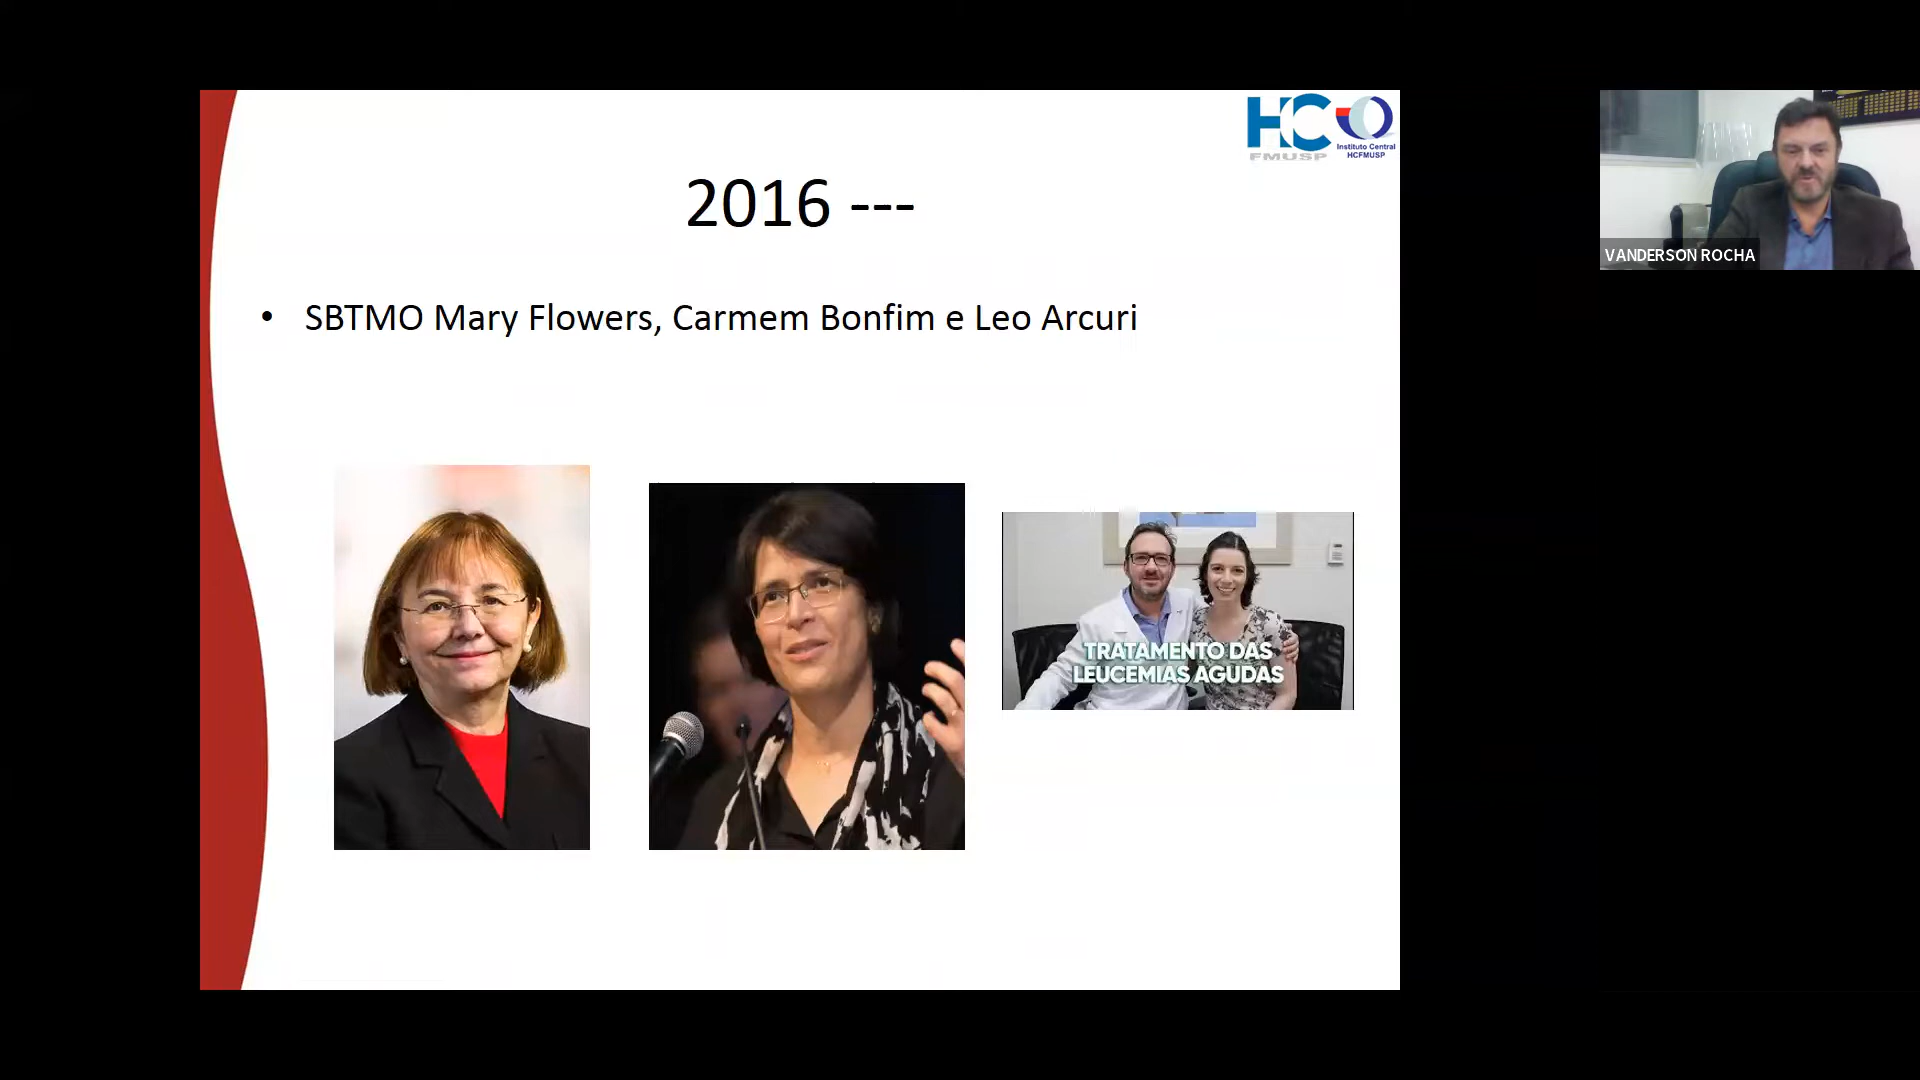 HC
FMUSP
Instituto Central
HCFMUSP
2016 ---
• SBTMO Mary Flowers, Carmem Bonfim e Leo Arcuri
TRATAMENTO DAS
LEUCEMIAS AGUDAS
VANDERSON ROCHA